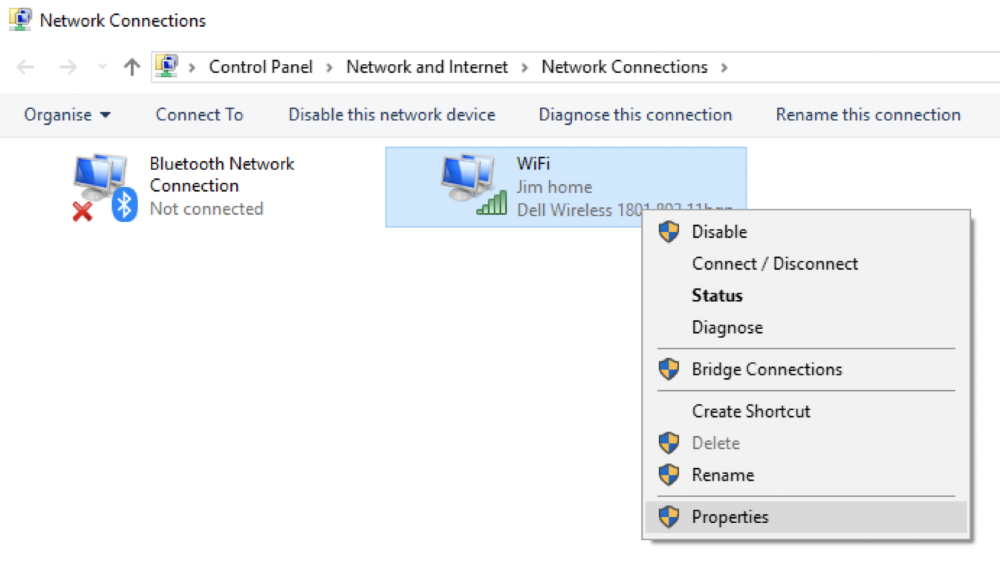 Network Connections
Control Panel > Network and Internet > Network Connections >
Organise Connect To Disable this network device Diagnose this connection Rename this connection
Bluetooth Network
Connection
Not connected
WiFi
Jim home
Dell Wireless 1801 802.11bgn
Disable
Connect / Disconnect
Status
Diagnose
Bridge Connections
Create Shortcut
Delete
Rename
Properties